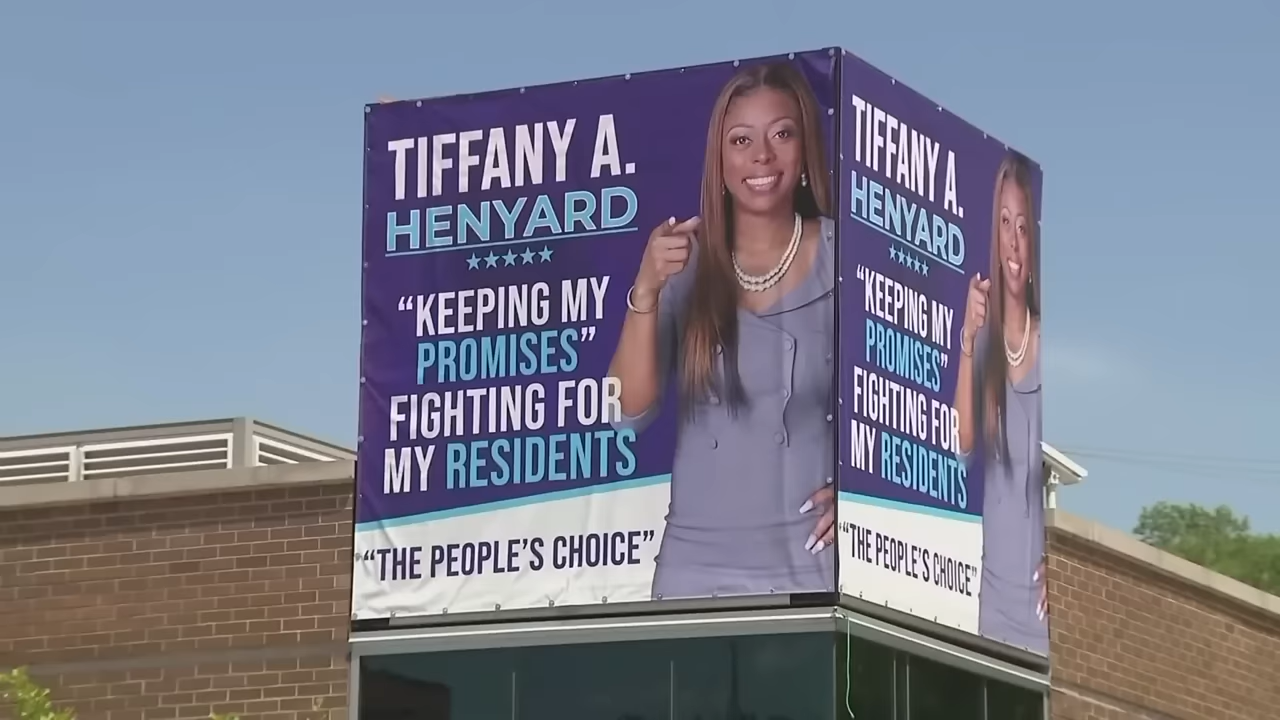 TIFFANY A.
HENYARD
“KEEPING MY
PROMISES”
FIGHTING FOR
MY RESIDENTS
“THE PEOPLE’S CHOICE”
TIFFANY A.
HENYARD
“KEEPING MY
PROMISES”
FIGHTING FOR
MY RESIDENTS
“THE PEOPLE’S CHOICE”